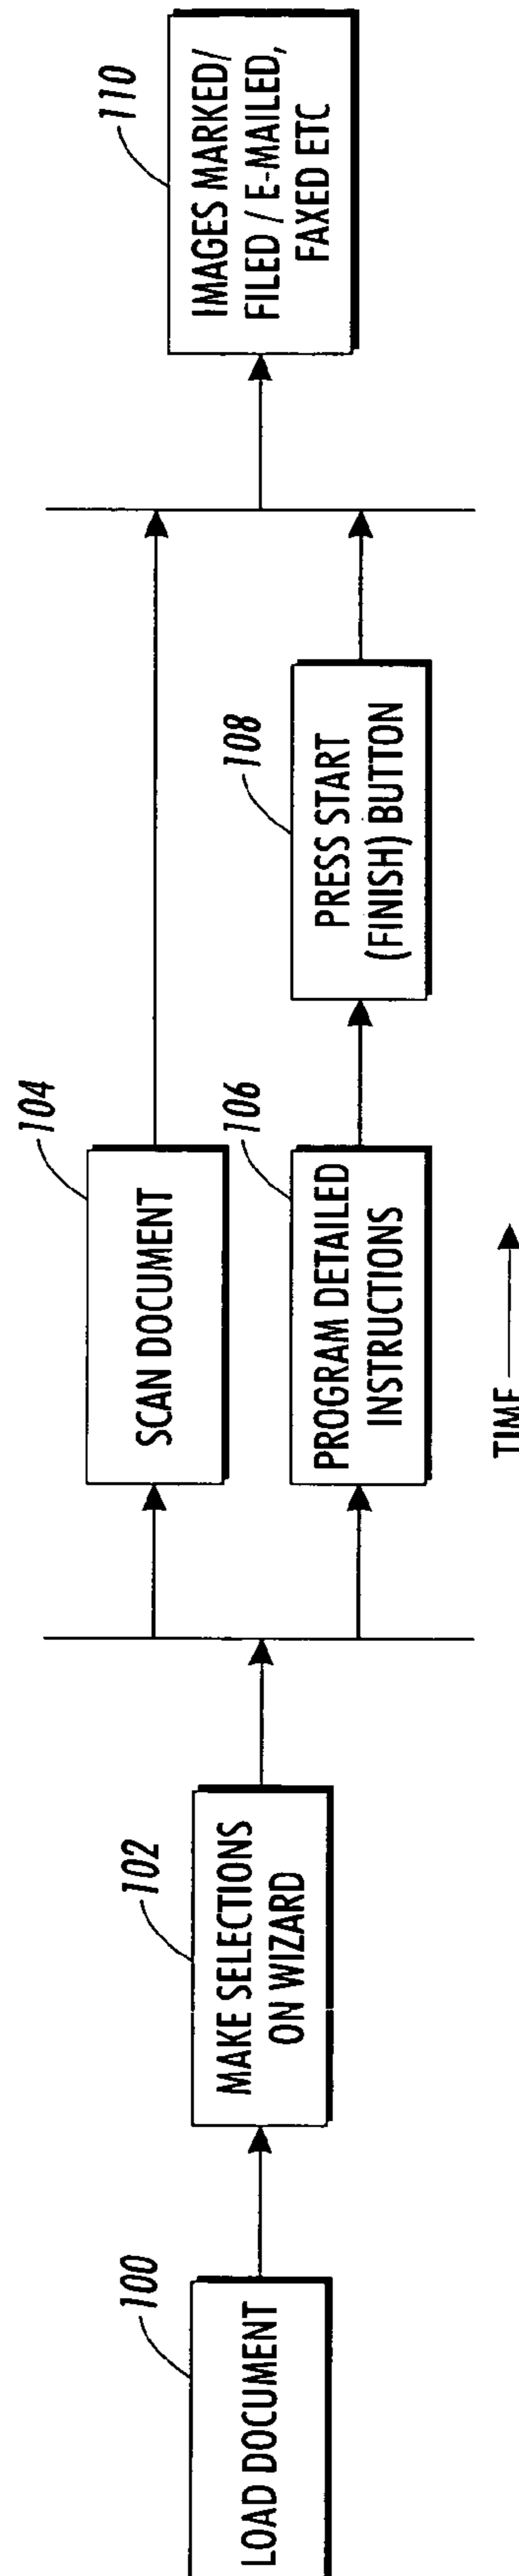 100
LOAD DOCUMENT
102
MAKE SELECTIONS
ON WIZARD
104
SCAN DOCUMENT
106
PROGRAM DETAILED
INSTRUCTIONS
108
PRESS START
(FINISH) BUTTON
110
IMAGES MARKED/
FILED / E-MAILED,
FAXED ETC
TIME